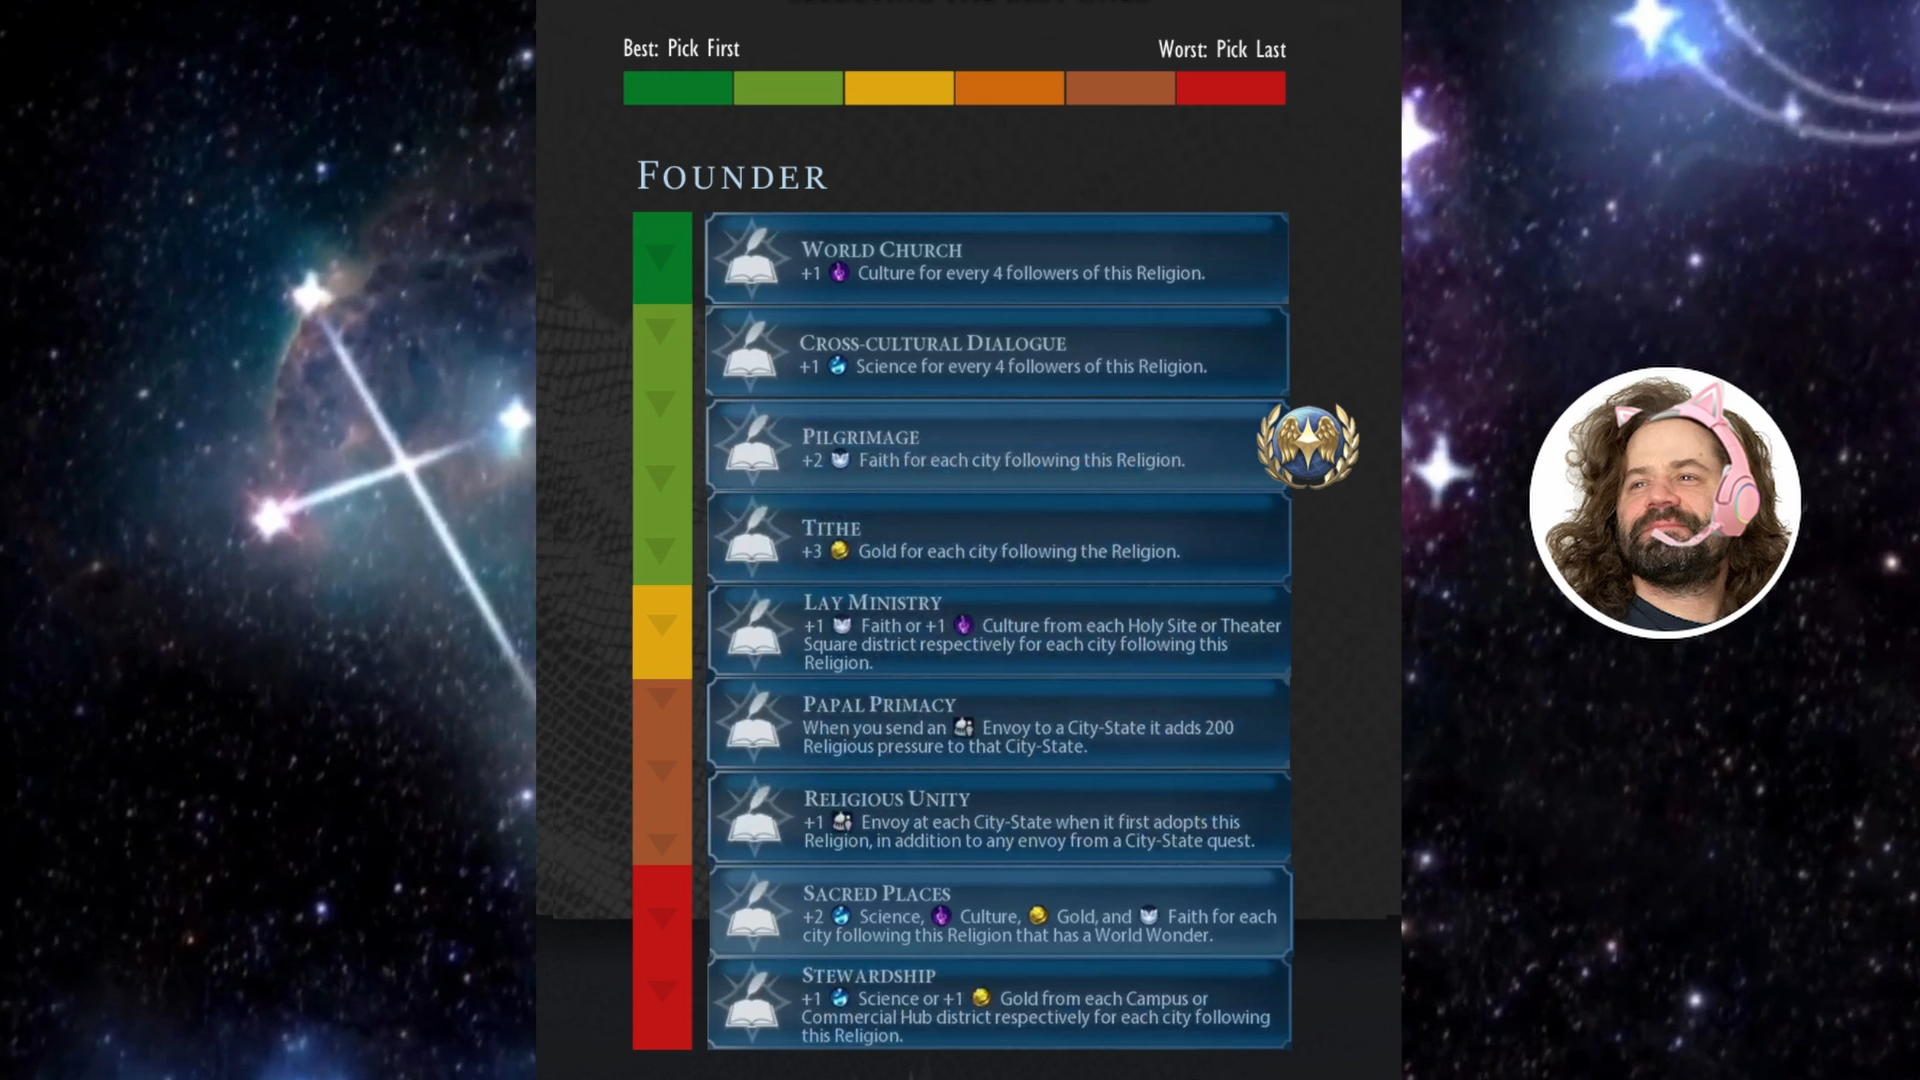 Best: Pick First
Worst: Pick Last
FOUNDER
WORLD CHURCH
+1 Culture for every 4 followers of this Religion.
CROSS-CULTURAL DIALOGUE
+1 Science for every 4 followers of this Religion.
PILGRIMAGE
+2 Faith for each city following this Religion.
TITHE
+3 Gold for each city following the Religion.
LAY MINISTRY
+1 Faith or +1 Culture from each Holy Site or Theater
Square district respectively for each city following this
Religion.
PAPAL PRIMACY
When you send an Envoy to a City-State it adds 200
Religious pressure to that City-State.
RELIGIOUS UNITY
+1 Envoy at each City-State when it first adopts this
Religion, in addition to any envoy from a City-State quest.
SACRED PLACES
+2 Science, Culture, Gold, and Faith for each
city following this Religion that has a World Wonder.
STEWARDSHIP
+1 Science or +1 Gold from each Campus or
Commercial Hub district respectively for each city following
this Religion.